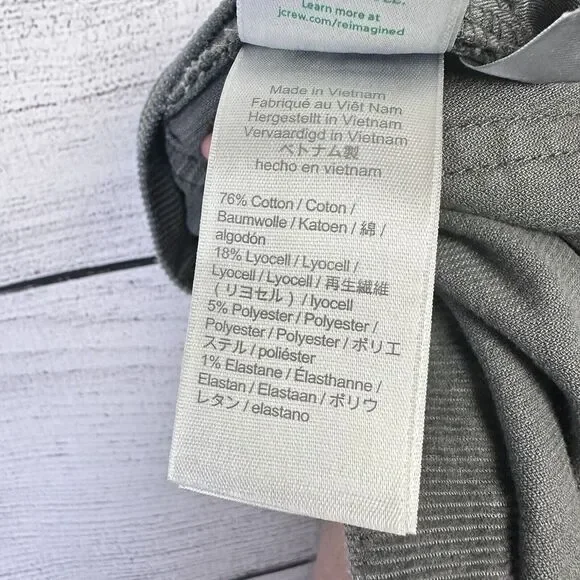 Learn more at
jcrew.com/reimagined
Made in Vietnam
Fabriqué au Viêt Nam
Hergestellt in Vietnam
Vervaardigd in Vietnam
ベトナム製
hecho en vietnam
76% Cotton / Coton /
Baumwolle / Katoen / 綿 /
algodón
18% Lyocell / Lyocell /
Lyocell / Lyocell / 再生繊維
(リヨセル) / lyocell
5% Polyester / Polyester /
Polyester / Polyester / ポリエ
ステル / poliéster
1% Elastane / Élasthanne /
Elastan / Elastaan / ポリウ
レタン / elastano